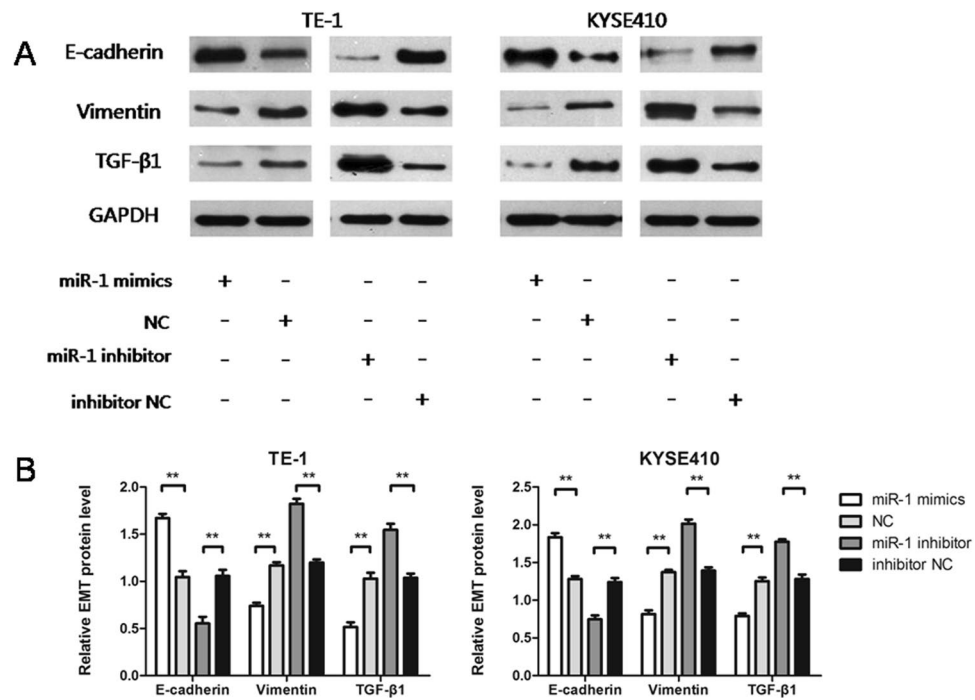 TE-1 KYSE410
A
E-cadherin
Vimentin
TGF-β1
GAPDH
miR-1 mimics + - - - + - - -
NC - + - - - + - -
miR-1 inhibitor - - + - - - + -
inhibitor NC - - - + - - - +
B
TE-1
Relative EMT protein level
2.0
1.5
1.0
0.5
0.0
** ** ** ** ** **
E-cadherin Vimentin TGF-β1
KYSE410
Relative EMT protein level
2.5
2.0
1.5
1.0
0.5
0.0
** ** ** ** ** **
E-cadherin Vimentin TGF-β1
miR-1 mimics
NC
miR-1 inhibitor
inhibitor NC